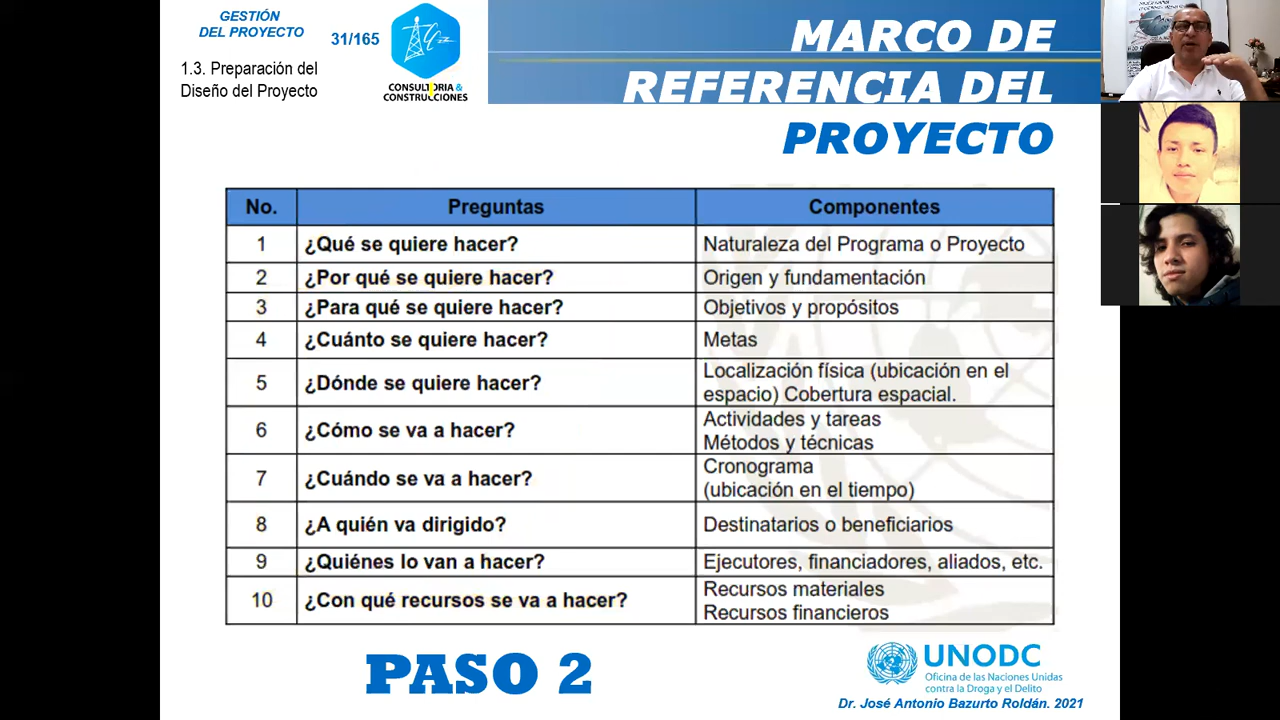 GESTIÓN
DEL PROYECTO
31/165
1.3. Preparación del
Diseño del Proyecto
CONSULTORIA &
CONSTRUCCIONES
MARCO DE
REFERENCIA DEL
PROYECTO
No. Preguntas Componentes
1 ¿Qué se quiere hacer? Naturaleza del Programa o Proyecto
2 ¿Por qué se quiere hacer? Origen y fundamentación
3 ¿Para qué se quiere hacer? Objetivos y propósitos
4 ¿Cuánto se quiere hacer? Metas
5 ¿Dónde se quiere hacer? Localización física (ubicación en el
espacio) Cobertura espacial.
6 ¿Cómo se va a hacer? Actividades y tareas
Métodos y técnicas
7 ¿Cuándo se va a hacer? Cronograma
(ubicación en el tiempo)
8 ¿A quién va dirigido? Destinatarios o beneficiarios
9 ¿Quiénes lo van a hacer? Ejecutores, financiadores, aliados, etc.
10 ¿Con qué recursos se va a hacer? Recursos materiales
Recursos financieros
PASO 2
UNODC
Oficina de las Naciones Unidas
contra la Droga y el Delito
Dr. José Antonio Bazurto Roldán. 2021